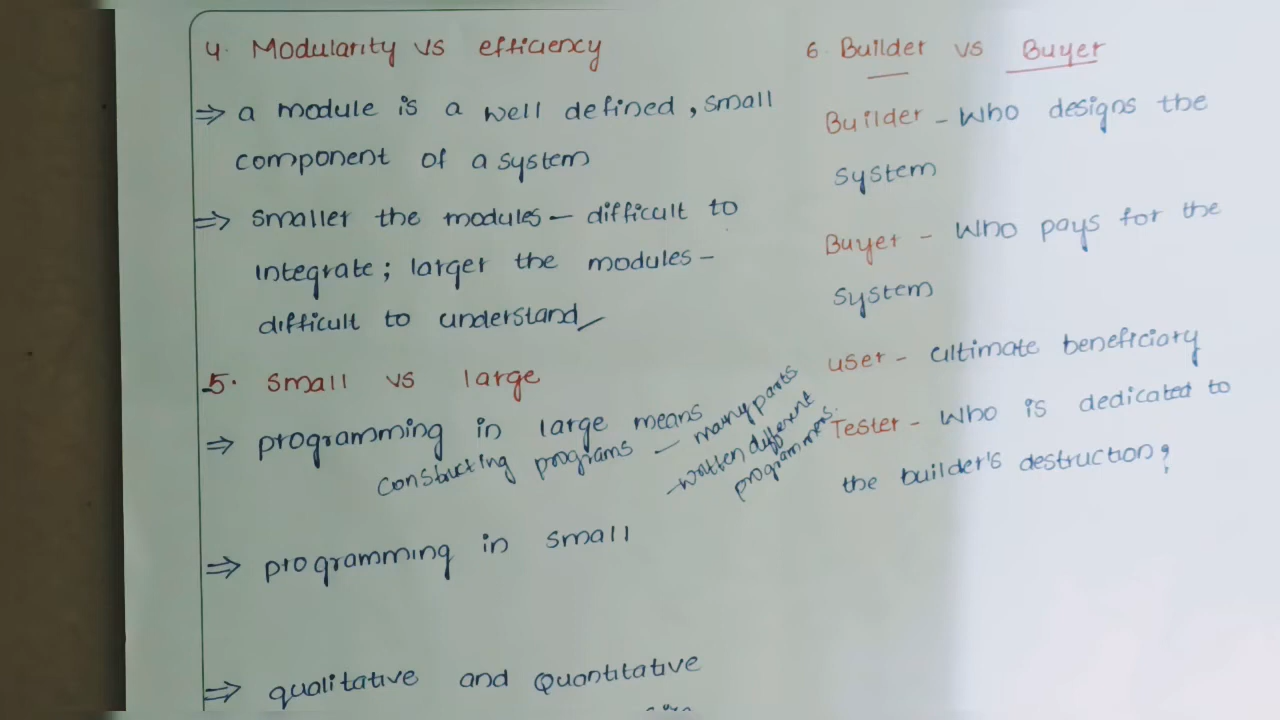 4. Modularity vs efficiency
⇒ a module is a well defined, small
component of a system
⇒ smaller the modules - difficult to
integrate; larger the modules -
difficult to understand
5. small vs large
⇒ programming in large means
constructing programs - many parts
- written different
programmers.
⇒ programming in small
⇒ qualitative and Quantitative
6. Builder vs Buyer
Builder - Who designs the
system
Buyer - Who pays for the
system
user - ultimate beneficiary
Tester - Who is dedicated to
the builder's destruction